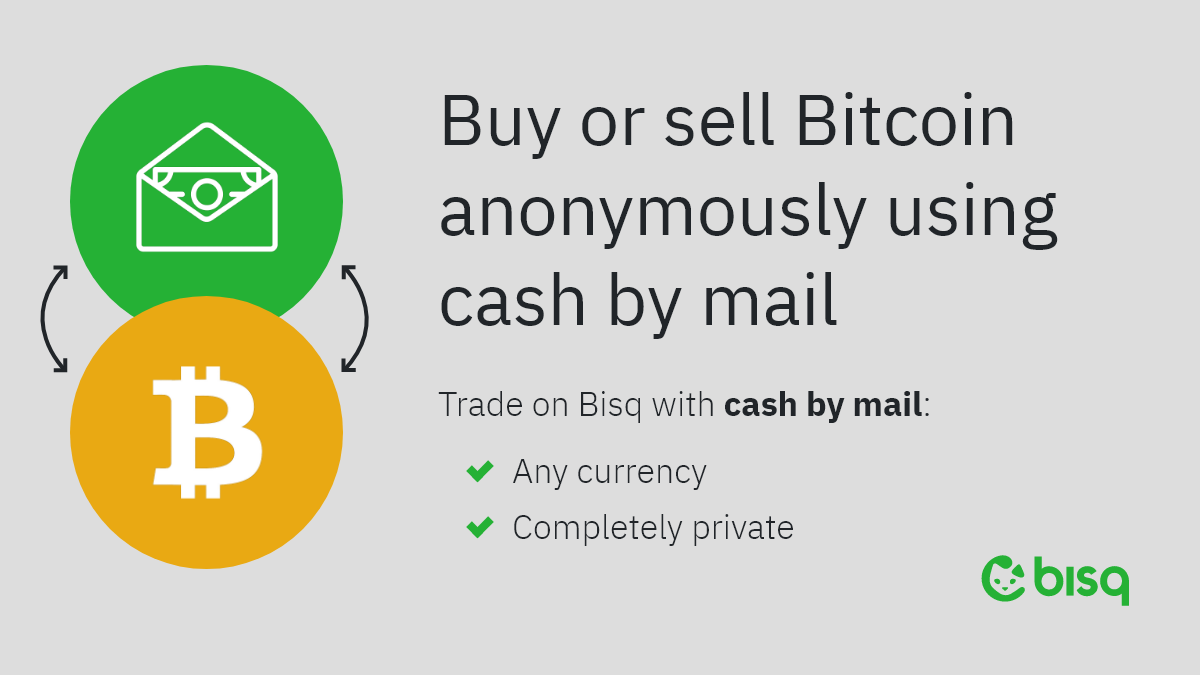 Buy or sell Bitcoin
anonymously using
cash by mail
Trade on Bisq with cash by mail:
Any currency
Completely private
bisq